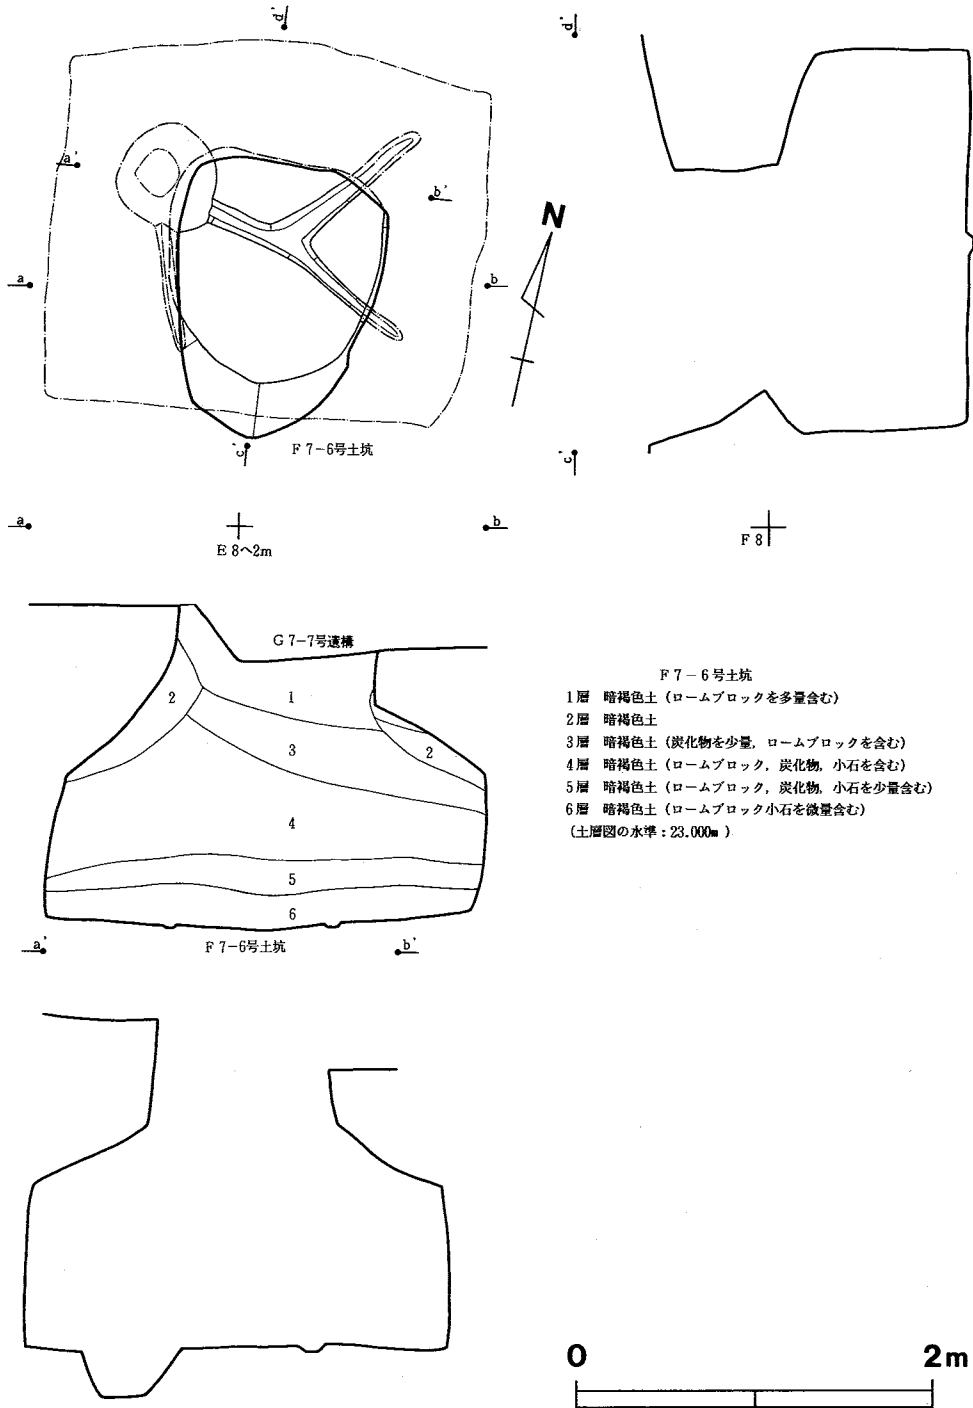 d'
d'
a'
b'
N
a
b
c'
F7-6号土坑
c'
a
b
E8へ2m
F8
G7-7号遺構
1
2
3
2
4
5
6
F7-6号土坑
1層 暗褐色土（ロームブロックを多量含む）
2層 暗褐色土
3層 暗褐色土（炭化物を少量，ロームブロックを含む）
4層 暗褐色土（ロームブロック，炭化物，小石を含む）
5層 暗褐色土（ロームブロック，炭化物，小石を少量含む）
6層 暗褐色土（ロームブロック小石を微量含む）
（土層図の水準：23.000m）
a'
F7-6号土坑
b'
0 2m